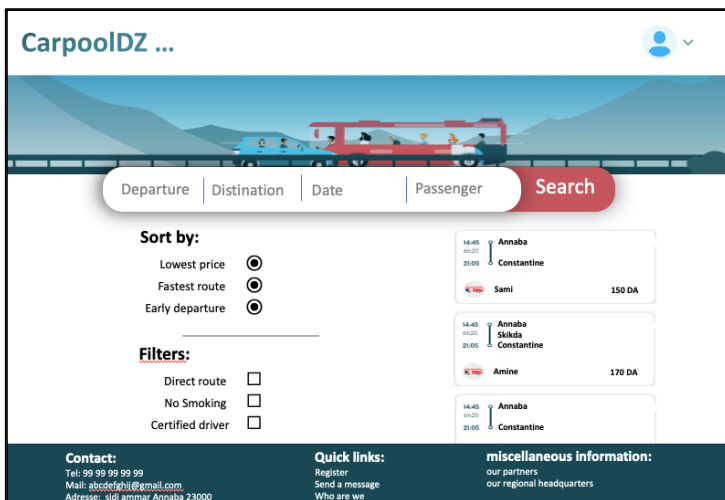 CarpoolDZ ...
Departure
Distination
Date
Passenger
Search
Sort by:
Lowest price
Fastest route
Early departure
Filters:
Direct route
No Smoking
Certified driver
14:45 Annaba
6h20
21:05 Constantine
Sami 150 DA
14:45 Annaba
6h20 Skikda
21:05 Constantine
Amine 170 DA
14:45 Annaba
6h20
21:05 Constantine
Contact:
Tel: 99 99 99 99 99
Mail: abcdefghij@gmail.com
Adresse: sidi ammar Annaba 23000
Quick links:
Register
Send a message
Who are we
miscellaneous information:
our partners
our regional headquarters